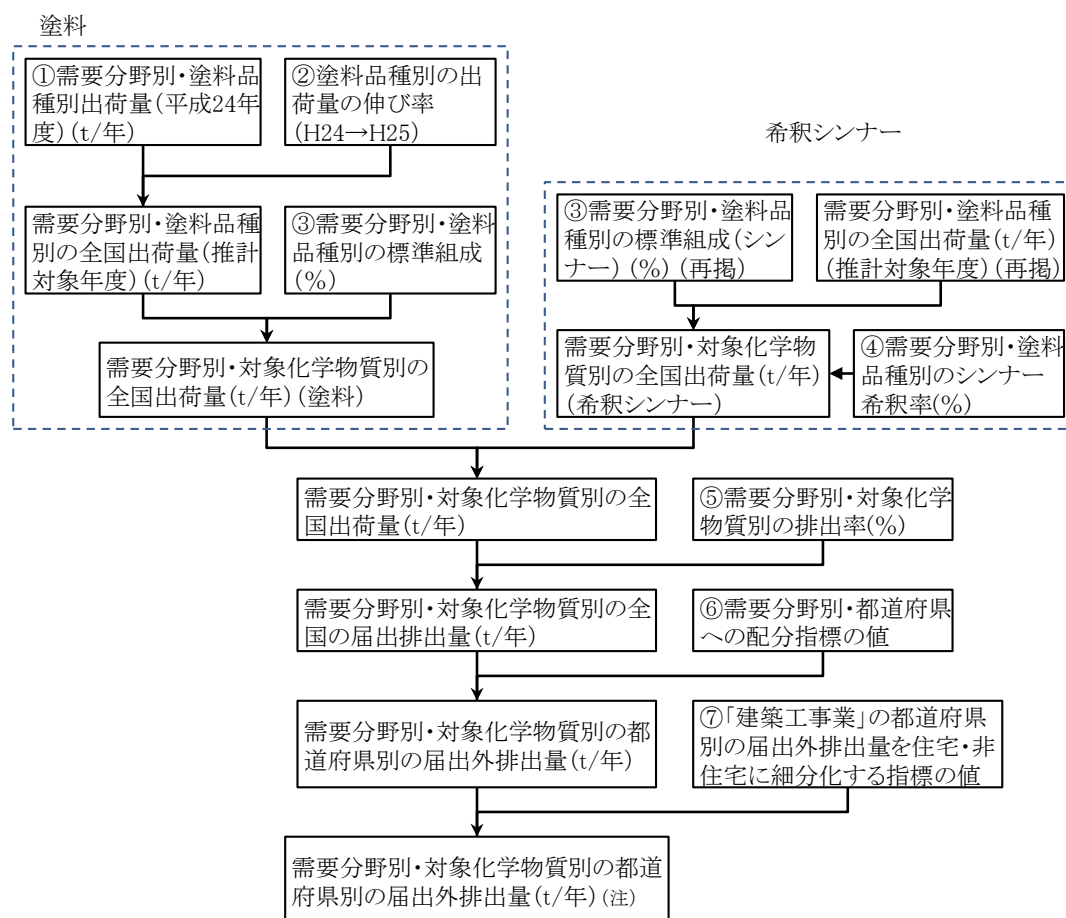 塗料
①需要分野別・塗料品
種別出荷量(平成24年
度)(t/年)
②塗料品種別の出
荷量の伸び率
(H24→H25)
希釈シンナー
需要分野別・塗料品種
別の全国出荷量(推計
対象年度)(t/年)
③需要分野別・塗料
品種別の標準組成
(%)
③需要分野別・塗料品
種別の標準組成(シン
ナー)(%)(再掲)
需要分野別・塗料品種
別の全国出荷量(t/年)
(推計対象年度)(再掲)
需要分野別・対象化学物質別の
全国出荷量(t/年)(塗料)
需要分野別・対象化学物
質別の全国出荷量(t/年)
(希釈シンナー)
④需要分野別・塗料
品種別のシンナー
希釈率(%)
需要分野別・対象化学物質別の全
国出荷量(t/年)
⑤需要分野別・対象化学
物質別の排出率(%)
需要分野別・対象化学物質別の全
国の届出排出量(t/年)
⑥需要分野別・都道府県
への配分指標の値
需要分野別・対象化学物質別の都
道府県別の届出外排出量(t/年)
⑦「建築工事業」の都道府県
別の届出外排出量を住宅・非
住宅に細分化する指標の値
需要分野別・対象化学物質別の都道
府県別の届出外排出量(t/年)(注)